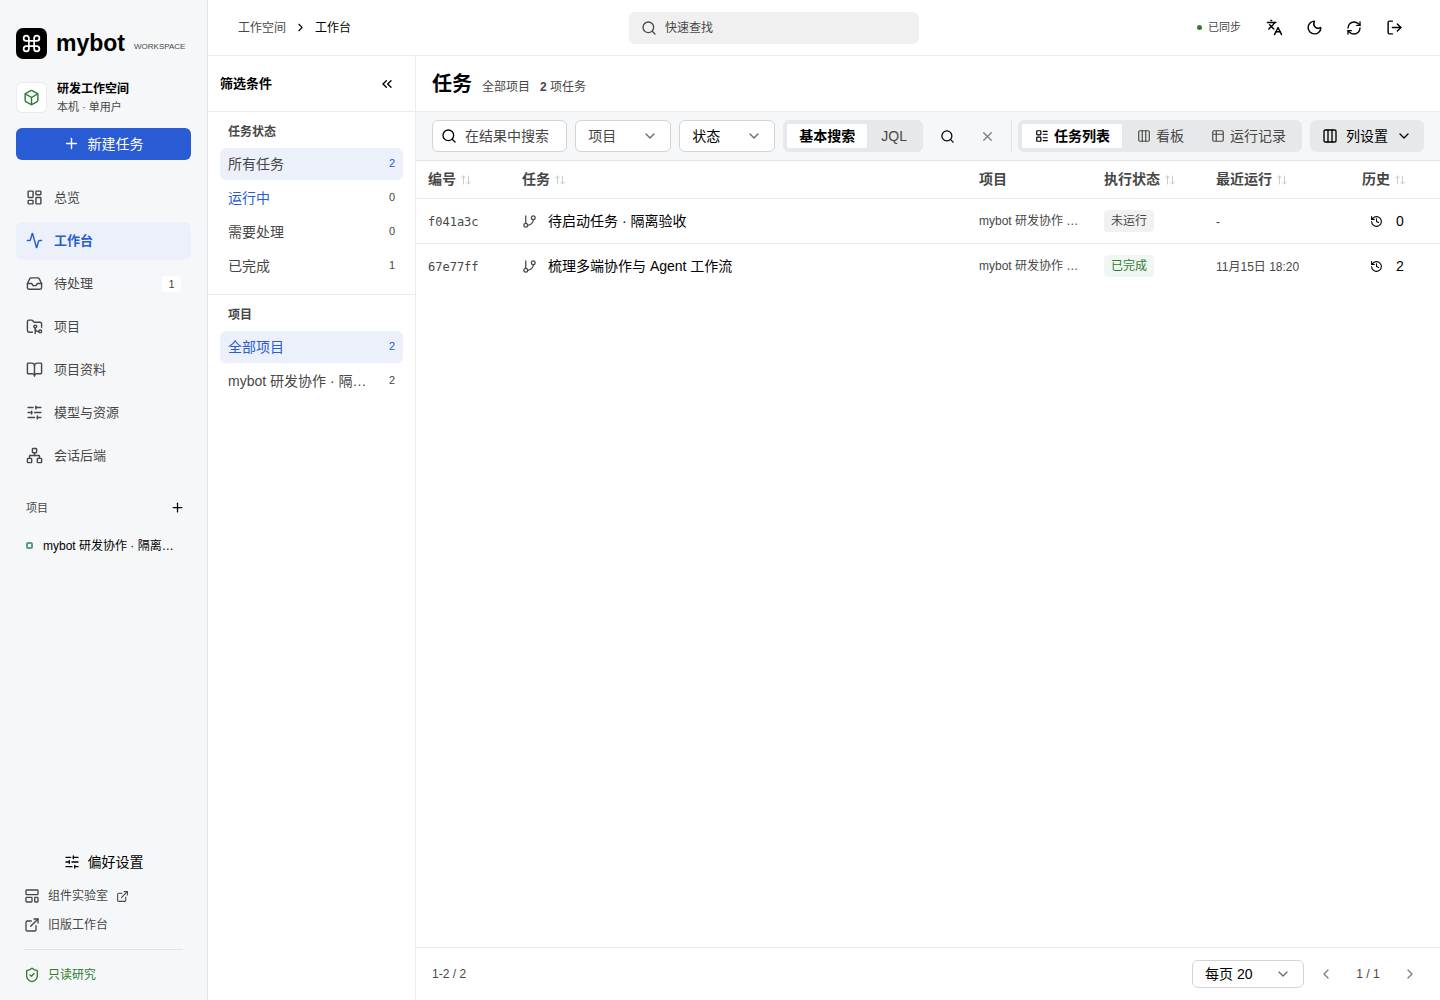 mybot WORKSPACE
研发工作空间
本机 · 单用户
新建任务
总览
工作台
待处理 1
项目
项目资料
模型与资源
会话后端
项目
mybot 研发协作 · 隔离…
偏好设置
组件实验室
旧版工作台
只读研究
工作空间 工作台
快速查找
已同步
筛选条件
任务状态
所有任务 2
运行中 0
需要处理 0
已完成 1
项目
全部项目 2
mybot 研发协作 · 隔… 2
任务 全部项目 2 项任务
在结果中搜索 项目 状态 基本搜索 JQL 任务列表 看板 运行记录 列设置
编号 任务 项目 执行状态 最近运行 历史
f041a3c 待启动任务 · 隔离验收 mybot 研发协作 … 未运行 - 0
67e77ff 梳理多端协作与 Agent 工作流 mybot 研发协作 … 已完成 11月15日 18:20 2
1-2 / 2 每页 20 1 / 1